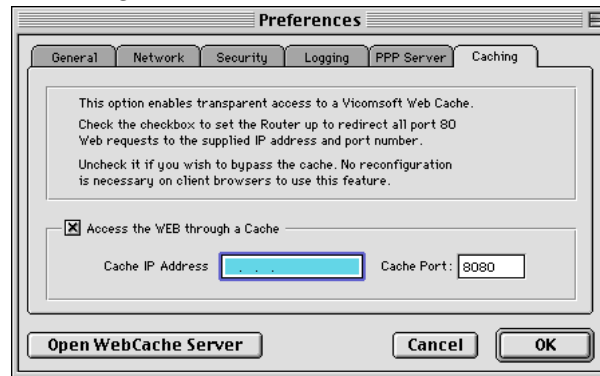 Preferences
General Network Security Logging PPP Server Caching
This option enables transparent access to a Vicomsoft Web Cache.
Check the checkbox to set the Router up to redirect all port 80
Web requests to the supplied IP address and port number.
Uncheck it if you wish to bypass the cache. No reconfiguration
is necessary on client browsers to use this feature.
Access the WEB through a Cache
Cache IP Address . . . Cache Port: 8080
Open WebCache Server Cancel OK